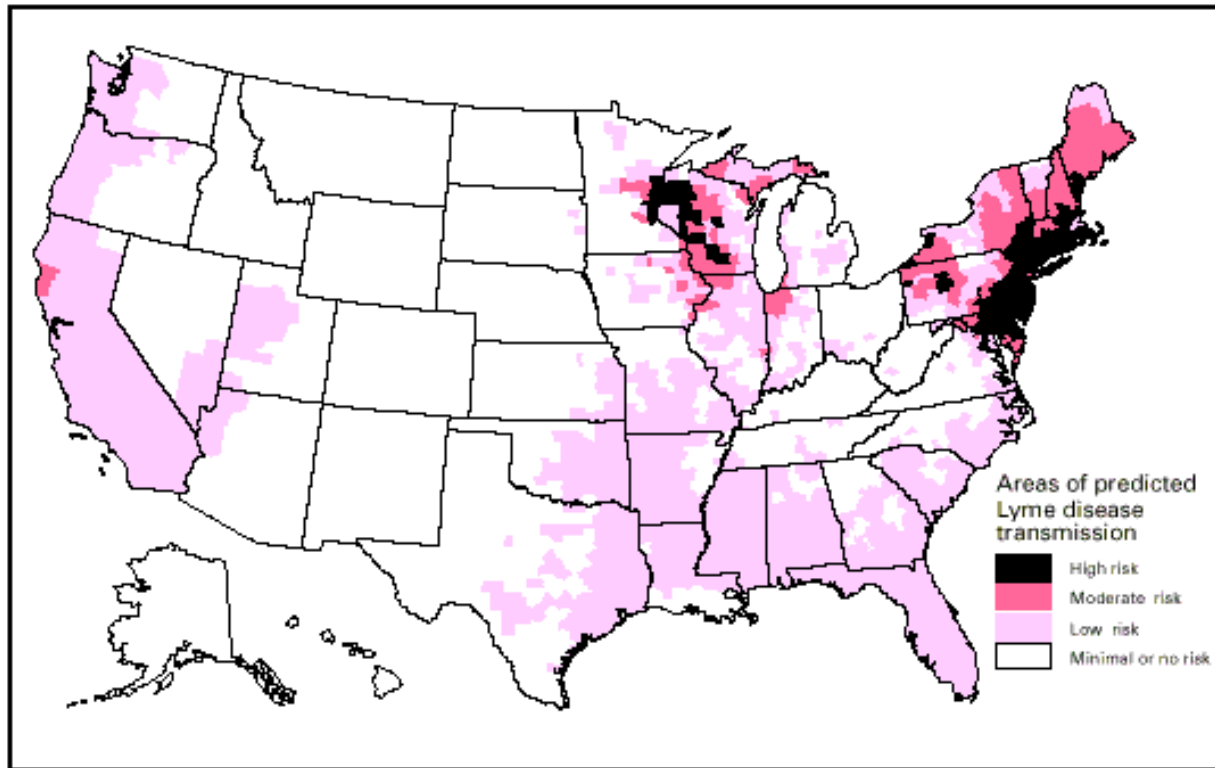 Areas of predicted
Lyme disease
transmission
High risk
Moderate risk
Low risk
Minimal or no risk